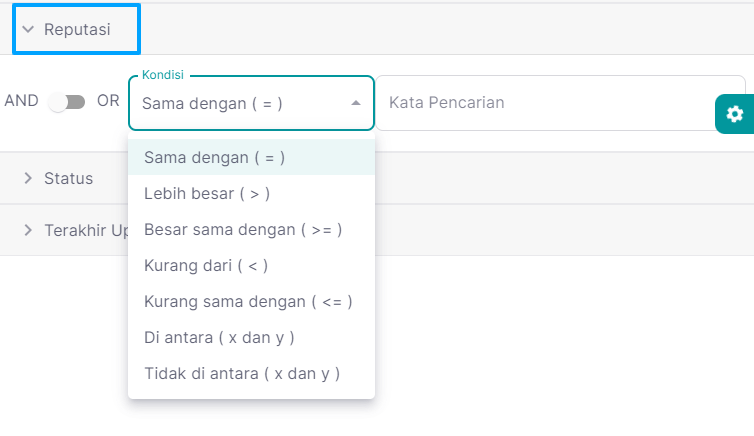 Reputasi
Kondisi
AND OR Sama dengan ( = ) Kata Pencarian
Sama dengan ( = )
Status
Lebih besar ( > )
Terakhir Up
Besar sama dengan ( >= )
Kurang dari ( < )
Kurang sama dengan ( <= )
Di antara ( x dan y )
Tidak di antara ( x dan y )